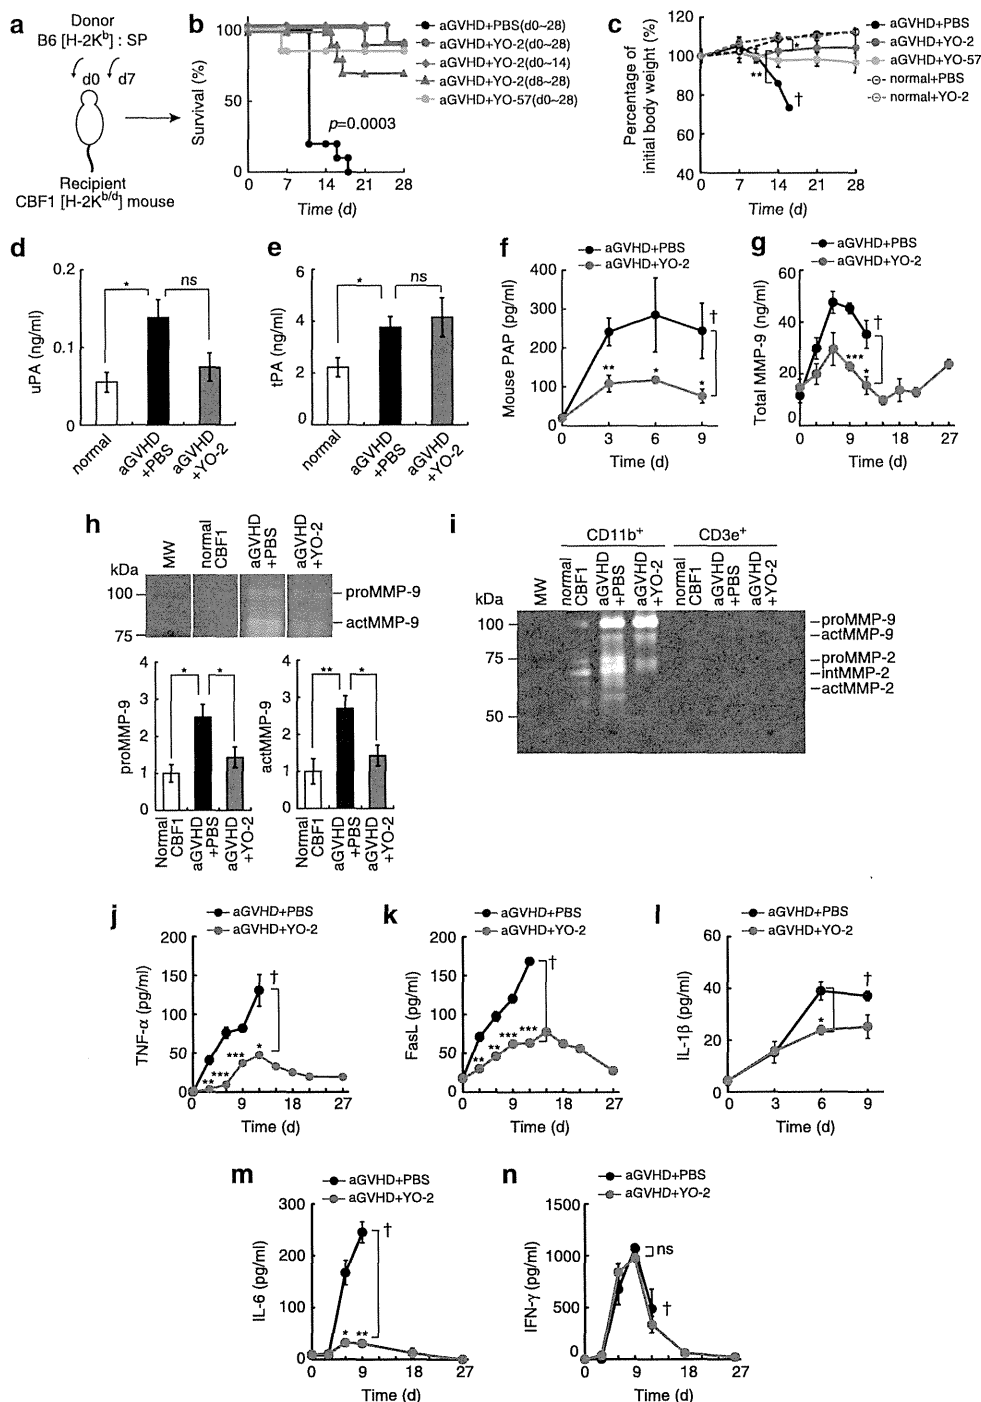 a
Donor
B6 [H-2Kb] : SP
d0 d7
Recipient
CBF1 [H-2Kb/d] mouse
b
Survival (%)
100
50
0
p=0.0003
0 7 14 21 28
Time (d)
aGVHD+PBS(d0~28)
aGVHD+YO-2(d0~28)
aGVHD+YO-2(d0~14)
aGVHD+YO-2(d8~28)
aGVHD+YO-57(d0~28)
c
Percentage of
initial body weight (%)
120
100
80
60
40
*
**
†
0 7 14 21 28
Time (d)
aGVHD+PBS
aGVHD+YO-2
aGVHD+YO-57
normal+PBS
normal+YO-2
d
uPA (ng/ml)
0.2
0.1
0
* ns
normal
aGVHD
+PBS
aGVHD
+YO-2
e
tPA (ng/ml)
6
4
2
0
* ns
normal
aGVHD
+PBS
aGVHD
+YO-2
f
aGVHD+PBS
aGVHD+YO-2
Mouse PAP (pg/ml)
400
300
200
100
0
** * *
†
0 3 6 9
Time (d)
g
aGVHD+PBS
aGVHD+YO-2
Total MMP-9 (ng/ml)
60
40
20
0
†
***
*
0 9 18 27
Time (d)
h
kDa
MW
normal
CBF1
aGVHD
+PBS
aGVHD
+YO-2
100
75
proMMP-9
actMMP-9
proMMP-9
4
3
2
1
0
* *
Normal
CBF1
aGVHD
+PBS
aGVHD
+YO-2
actMMP-9
4
3
2
1
0
** *
Normal
CBF1
aGVHD
+PBS
aGVHD
+YO-2
i
CD11b+ CD3e+
kDa
MW
normal
CBF1
aGVHD
+PBS
aGVHD
+YO-2
normal
CBF1
aGVHD
+PBS
aGVHD
+YO-2
100
75
50
proMMP-9
actMMP-9
proMMP-2
intMMP-2
actMMP-2
j
aGVHD+PBS
aGVHD+YO-2
TNF-α (pg/ml)
200
150
100
50
0
†
** *** *** *
0 9 18 27
Time (d)
k
aGVHD+PBS
aGVHD+YO-2
FasL (pg/ml)
200
150
100
50
0
†
** ** *** ***
0 9 18 27
Time (d)
l
aGVHD+PBS
aGVHD+YO-2
IL-1β (pg/ml)
60
40
20
0
†
*
0 3 6 9
Time (d)
m
aGVHD+PBS
aGVHD+YO-2
IL-6 (pg/ml)
300
200
100
0
†
* **
0 9 18 27
Time (d)
n
aGVHD+PBS
aGVHD+YO-2
IFN-γ (pg/ml)
1500
1000
500
0
ns
†
0 9 18 27
Time (d)